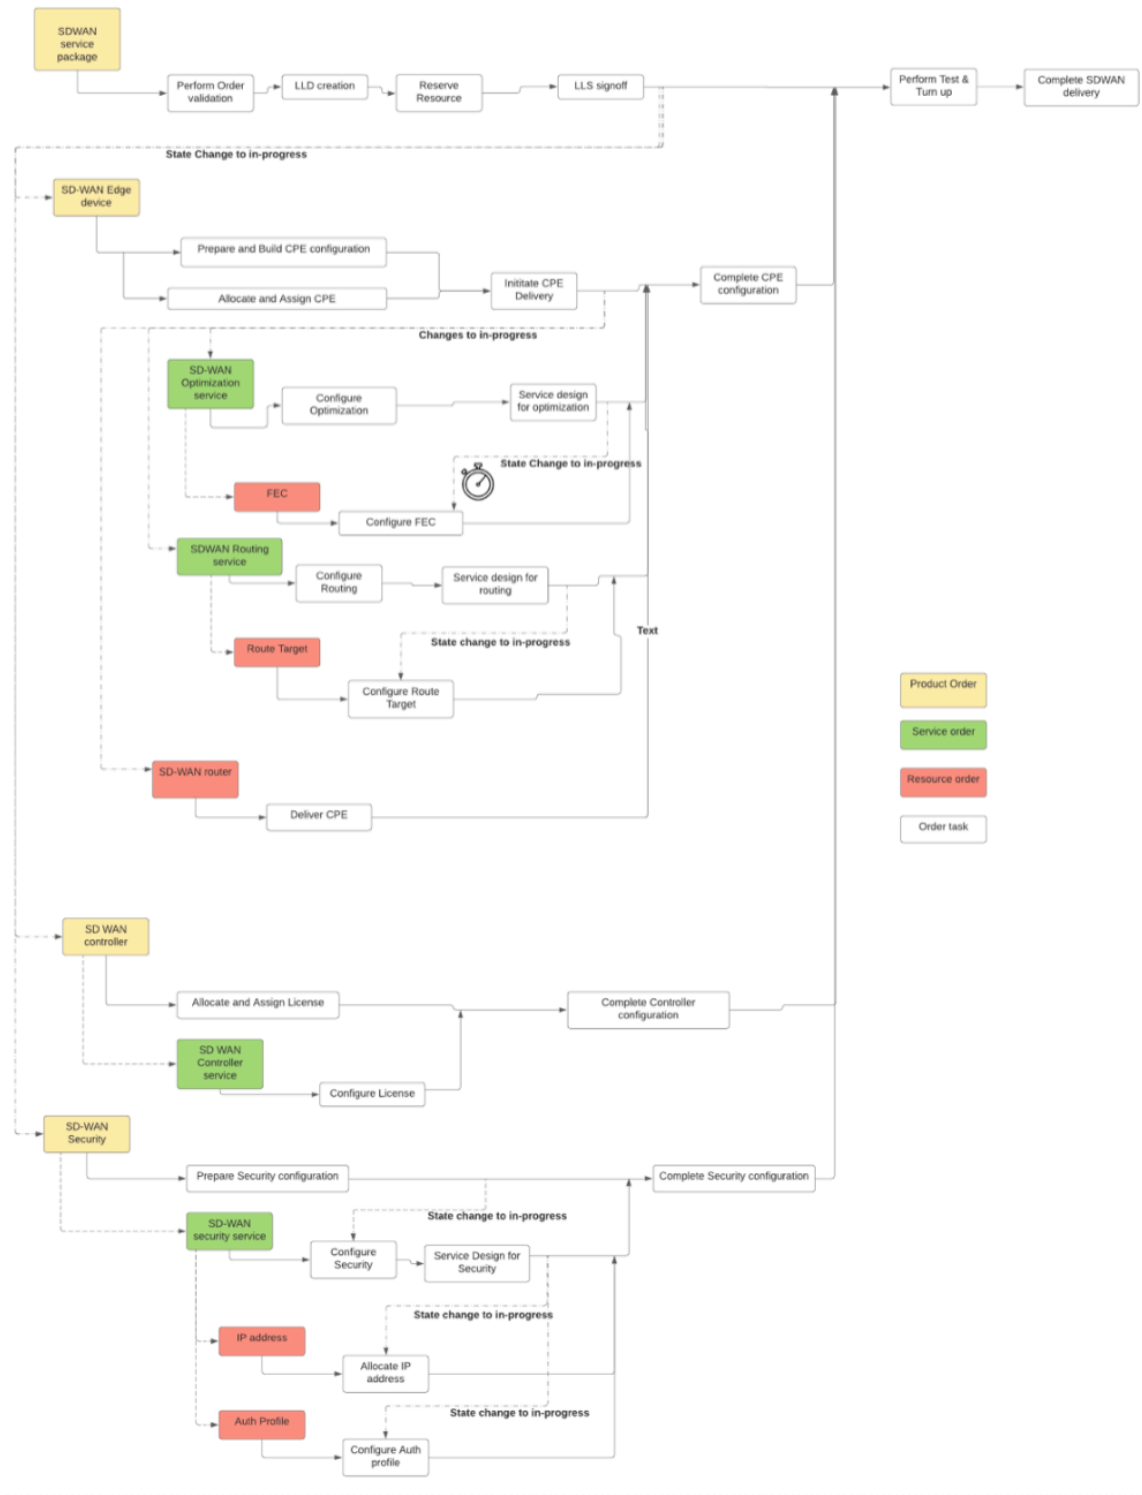 SDWAN
service
package
Perform Order
validation
LLD creation
Reserve
Resource
LLS signoff
Perform Test &
Turn up
Complete SDWAN
delivery
State Change to in-progress
SD-WAN Edge
device
Prepare and Build CPE configuration
Allocate and Assign CPE
Inititate CPE
Delivery
Complete CPE
configuration
Changes to in-progress
SD-WAN
Optimization
service
Configure
Optimization
Service design
for optimization
State Change to in-progress
FEC
Configure FEC
SDWAN Routing
service
Configure
Routing
Service design for
routing
Text
State change to in-progress
Route Target
Configure Route
Target
Product Order
Service order
Resource order
Order task
SD-WAN router
Deliver CPE
SD WAN
controller
Allocate and Assign License
Complete Controller
configuration
SD WAN
Controller
service
Configure License
SD-WAN
Security
Prepare Security configuration
Complete Security configuration
State change to in-progress
SD-WAN
security service
Configure
Security
Service Design for
Security
State change to in-progress
IP address
Allocate IP
address
State change to in-progress
Auth Profile
Configure Auth
profile